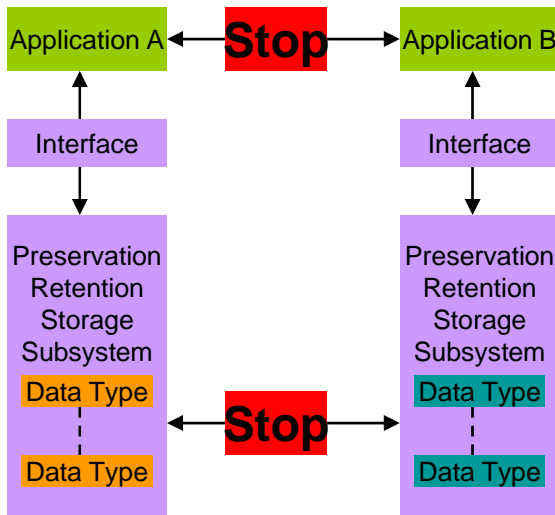 Application A
Stop
Application B
Interface
Interface
Preservation
Retention
Storage
Subsystem
Data Type
Data Type
Preservation
Retention
Storage
Subsystem
Data Type
Data Type
Stop